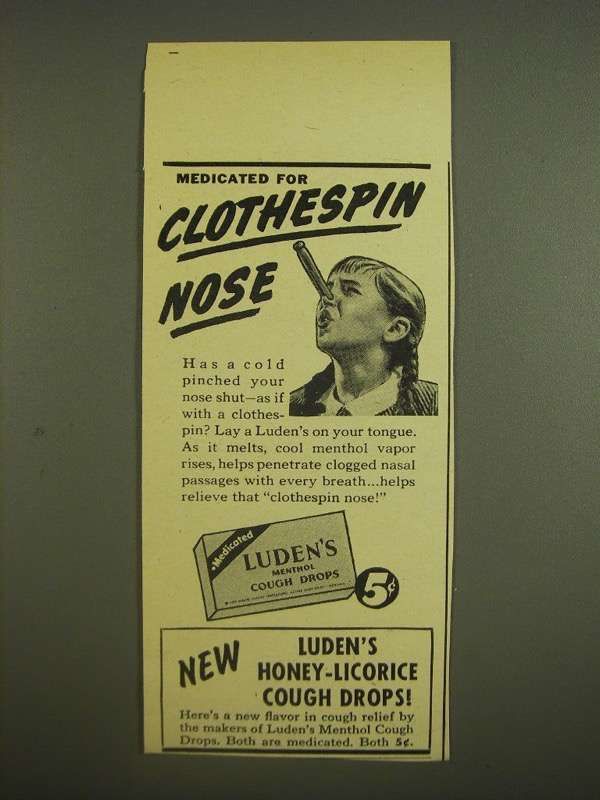 MEDICATED FOR
CLOTHESPIN
NOSE
Has a cold
pinched your
nose shut—as if
with a clothes-
pin? Lay a Luden's on your tongue.
As it melts, cool menthol vapor
rises, helps penetrate clogged nasal
passages with every breath...helps
relieve that "clothespin nose!"
Medicated
LUDEN'S
MENTHOL
COUGH DROPS
5¢
NEW
LUDEN'S
HONEY-LICORICE
COUGH DROPS!
Here's a new flavor in cough relief by
the makers of Luden's Menthol Cough
Drops. Both are medicated. Both 5¢.